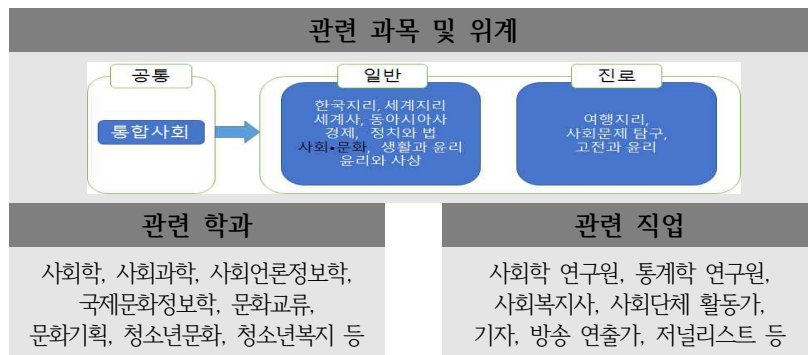 관련 과목 및 위계
공통
통합사회
일반
한국지리, 세계지리
세계사, 동아시아사
경제, 정치와 법
사회•문화, 생활과 윤리
윤리와 사상
진로
여행지리,
사회문제 탐구,
고전과 윤리
관련 학과
사회학, 사회과학, 사회언론정보학,
국제문화정보학, 문화교류,
문화기획, 청소년문화, 청소년복지 등
관련 직업
사회학 연구원, 통계학 연구원,
사회복지사, 사회단체 활동가,
기자, 방송 연출가, 저널리스트 등